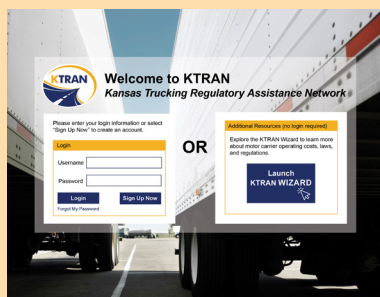 KTRAN
Welcome to KTRAN
Kansas Trucking Regulatory Assistance Network
Please enter your login information or select
"Sign Up Now" to create an account.
Login
Username
Password
Login
Sign Up Now
Forgot My Password
OR
Additional Resources (no login required)
Explore the KTRAN Wizard to learn more
about motor carrier operating costs, laws,
and regulations.
Launch
KTRAN WIZARD